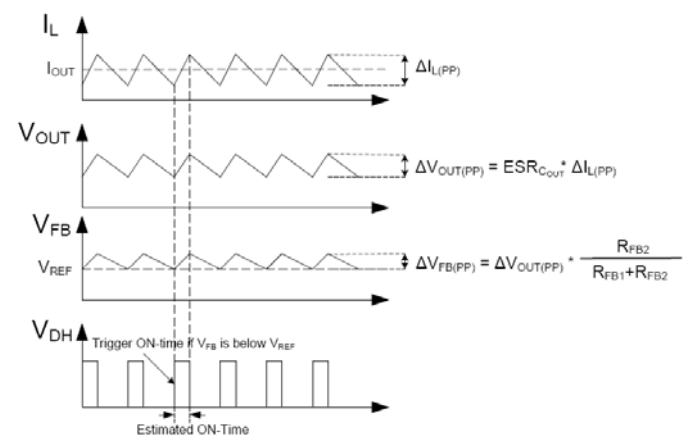 IL
IOUT
ΔIL(PP)
VOUT
ΔVOUT(PP) = ESRCOUT* ΔIL(PP)
VFB
VREF
ΔVFB(PP) = ΔVOUT(PP) * RFB2
RFB1+RFB2
VDH
Trigger ON-time if VFB is below VREF
Estimated ON-Time